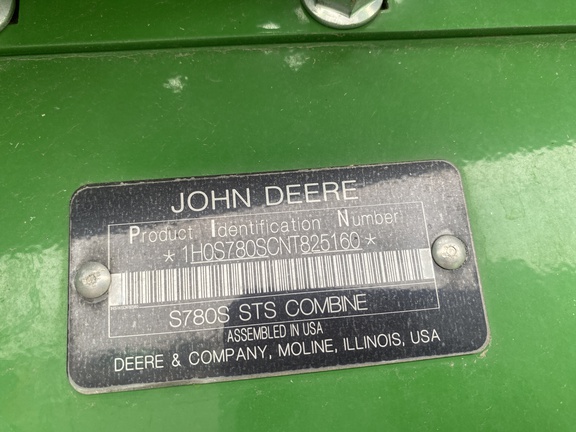 JOHN DEERE
Product Identification Number
*1H0S780SCNT825160*
S780S STS COMBINE
ASSEMBLED IN USA
DEERE & COMPANY, MOLINE, ILLINOIS, USA